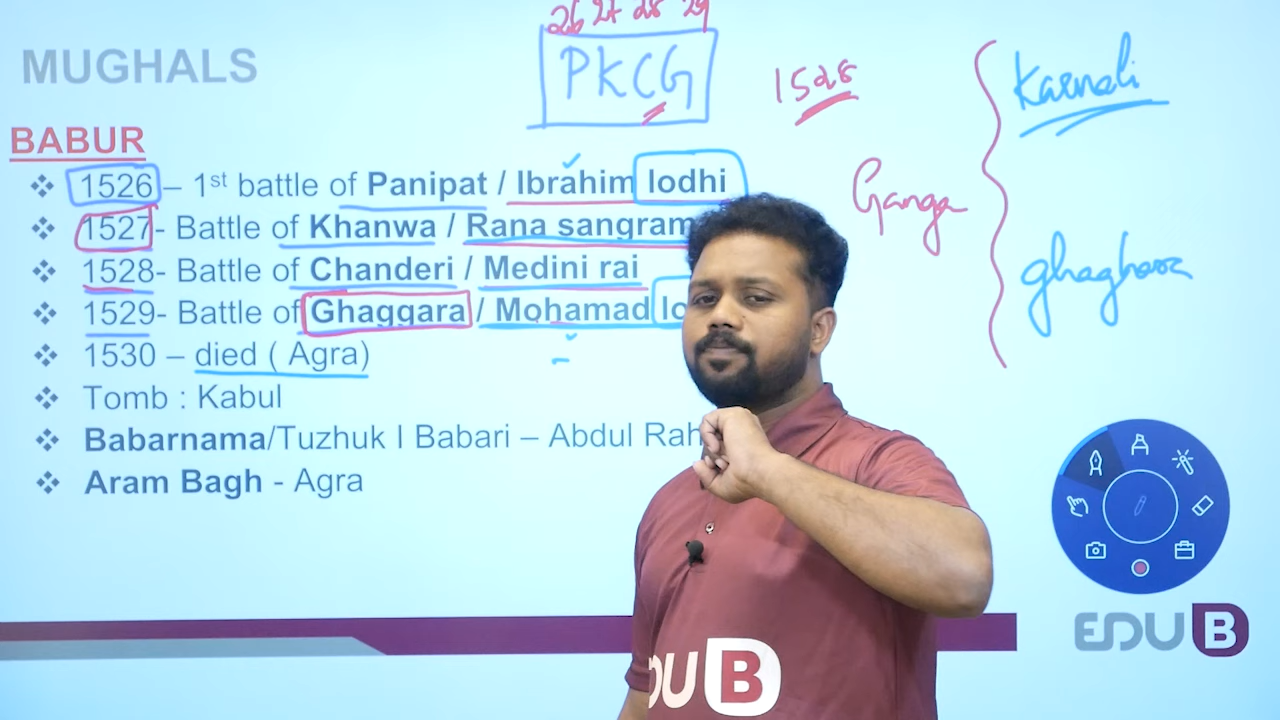 26 27 28 29
MUGHALS
PKCG
1528
Karnali
BABUR
1526 – 1st battle of Panipat / Ibrahim lodhi
1527- Battle of Khanwa / Rana sangram
Ganga
1528- Battle of Chanderi / Medini rai
ghaghara
1529- Battle of Ghaggara / Mohamad lo
1530 – died ( Agra)
Tomb : Kabul
Babarnama/Tuzhuk I Babari – Abdul Rah
Aram Bagh - Agra
EDU B
DU B